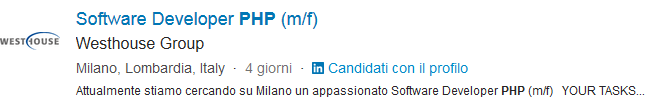 Software Developer PHP (m/f)
WESTHOUSE
Westhouse Group
Milano, Lombardia, Italy · 4 giorni · in Candidati con il profilo
Attualmente stiamo cercando su Milano un appassionato Software Developer PHP (m/f) YOUR TASKS...